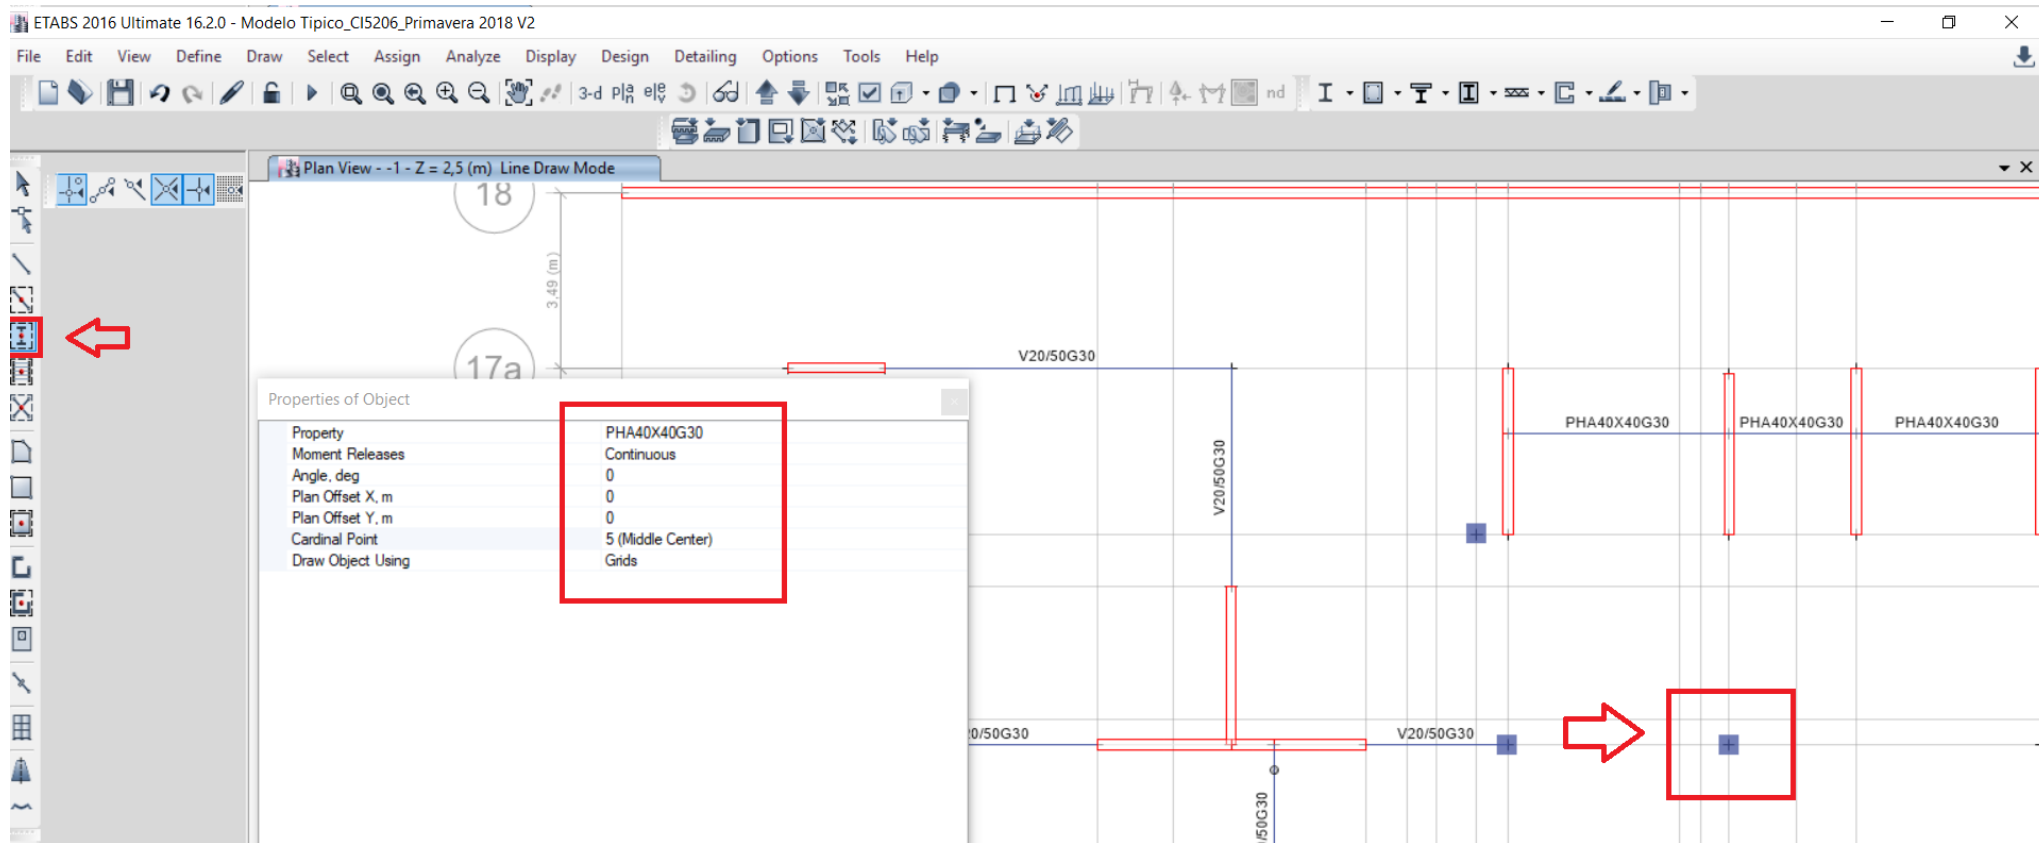 ETABS 2016 Ultimate 16.2.0 - Modelo Tipico_CI5206_Primavera 2018 V2
File Edit View Define Draw Select Assign Analyze Display Design Detailing Options Tools Help
3-d nd
Plan View - -1 - Z = 2,5 (m) Line Draw Mode
18
3,49 (m)
17a
V20/50G30
Properties of Object
Property PHA40X40G30
Moment Releases Continuous
Angle, deg 0
Plan Offset X, m 0
Plan Offset Y, m 0
Cardinal Point 5 (Middle Center)
Draw Object Using Grids
V20/50G30
PHA40X40G30 PHA40X40G30 PHA40X40G30
0/50G30
V20/50G30
/50G30